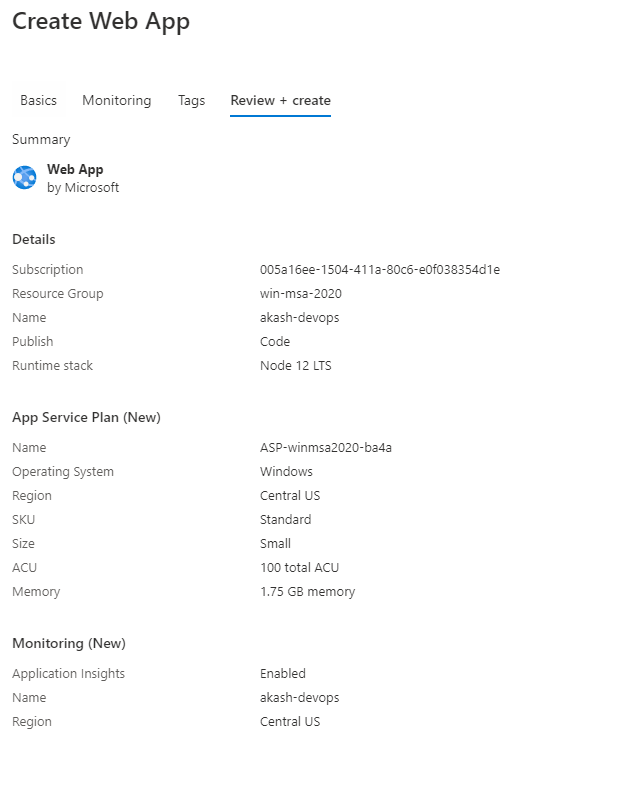 Create Web App
Basics Monitoring Tags Review + create
Summary
Web App
by Microsoft
Details
Subscription 005a16ee-1504-411a-80c6-e0f038354d1e
Resource Group win-msa-2020
Name akash-devops
Publish Code
Runtime stack Node 12 LTS
App Service Plan (New)
Name ASP-winmsa2020-ba4a
Operating System Windows
Region Central US
SKU Standard
Size Small
ACU 100 total ACU
Memory 1.75 GB memory
Monitoring (New)
Application Insights Enabled
Name akash-devops
Region Central US